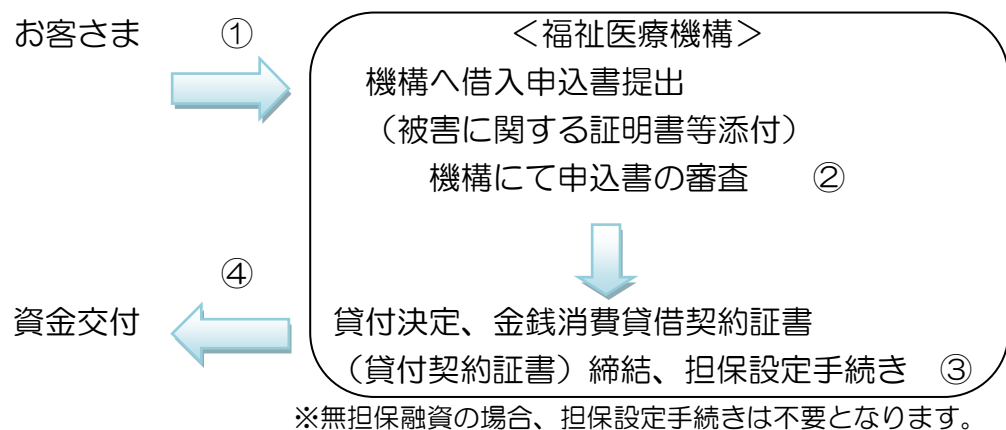 お客さま ①
＜福祉医療機構＞
機構へ借入申込書提出
（被害に関する証明書等添付）
機構にて申込書の審査 ②
④
資金交付
貸付決定、金銭消費貸借契約証書
（貸付契約証書）締結、担保設定手続き ③
※無担保融資の場合、担保設定手続きは不要となります。